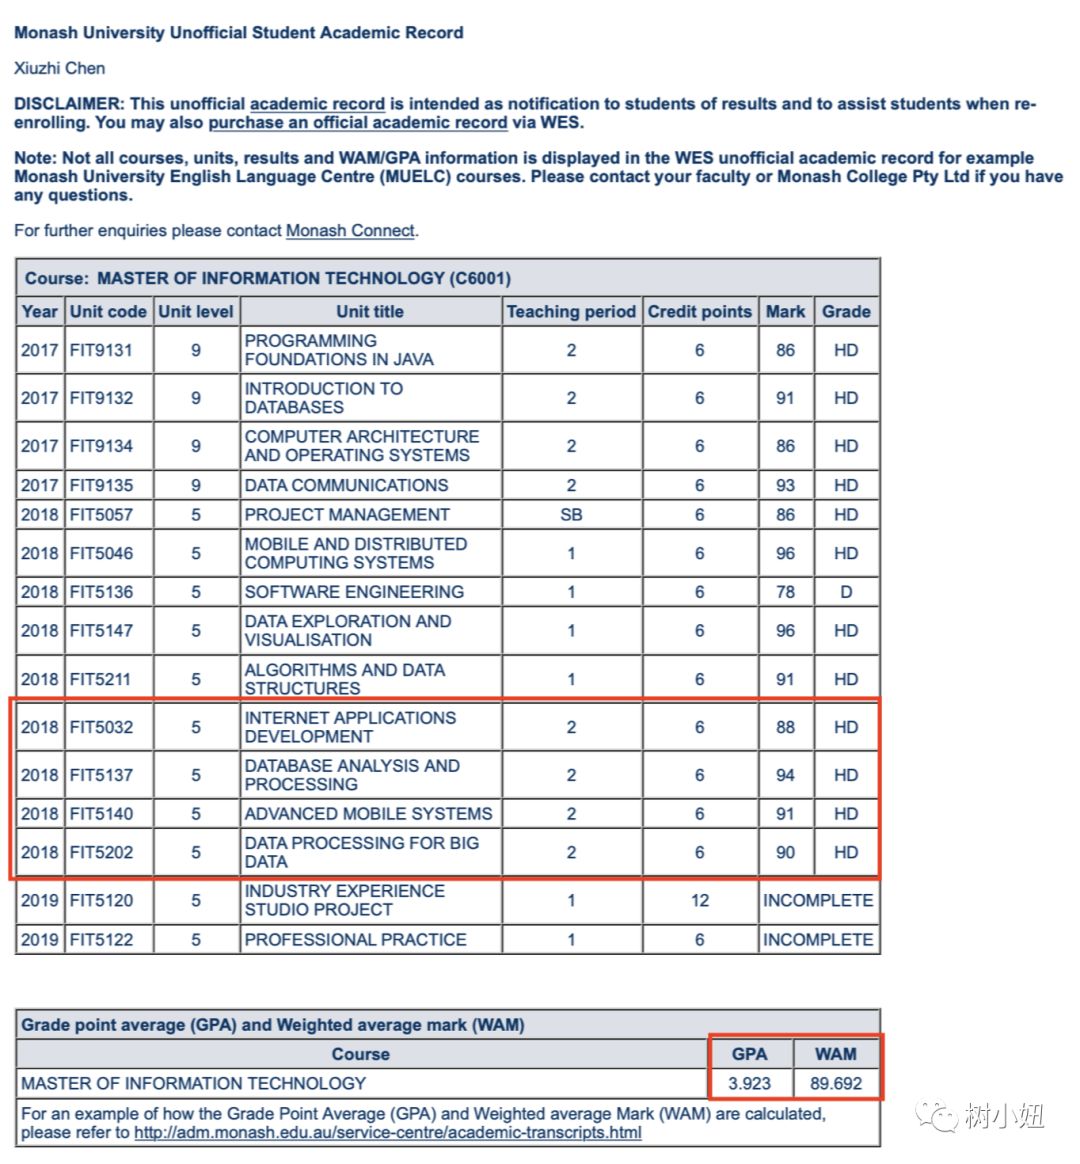 Monash University Unofficial Student Academic Record
Xiuzhi Chen
DISCLAIMER: This unofficial academic record is intended as notification to students of results and to assist students when re-
enrolling. You may also purchase an official academic record via WES.
Note: Not all courses, units, results and WAM/GPA information is displayed in the WES unofficial academic record for example
Monash University English Language Centre (MUELC) courses. Please contact your faculty or Monash College Pty Ltd if you have
any questions.
For further enquiries please contact Monash Connect.
Course: MASTER OF INFORMATION TECHNOLOGY (C6001)
Year Unit code Unit level Unit title Teaching period Credit points Mark Grade
2017 FIT9131 9 PROGRAMMING
FOUNDATIONS IN JAVA 2 6 86 HD
2017 FIT9132 9 INTRODUCTION TO
DATABASES 2 6 91 HD
2017 FIT9134 9 COMPUTER ARCHITECTURE
AND OPERATING SYSTEMS 2 6 86 HD
2017 FIT9135 9 DATA COMMUNICATIONS 2 6 93 HD
2018 FIT5057 5 PROJECT MANAGEMENT SB 6 86 HD
2018 FIT5046 5 MOBILE AND DISTRIBUTED
COMPUTING SYSTEMS 1 6 96 HD
2018 FIT5136 5 SOFTWARE ENGINEERING 1 6 78 D
2018 FIT5147 5 DATA EXPLORATION AND
VISUALISATION 1 6 96 HD
2018 FIT5211 5 ALGORITHMS AND DATA
STRUCTURES 1 6 91 HD
2018 FIT5032 5 INTERNET APPLICATIONS
DEVELOPMENT 2 6 88 HD
2018 FIT5137 5 DATABASE ANALYSIS AND
PROCESSING 2 6 94 HD
2018 FIT5140 5 ADVANCED MOBILE SYSTEMS 2 6 91 HD
2018 FIT5202 5 DATA PROCESSING FOR BIG
DATA 2 6 90 HD
2019 FIT5120 5 INDUSTRY EXPERIENCE
STUDIO PROJECT 1 12 INCOMPLETE
2019 FIT5122 5 PROFESSIONAL PRACTICE 1 6 INCOMPLETE
Grade point average (GPA) and Weighted average mark (WAM)
Course GPA WAM
MASTER OF INFORMATION TECHNOLOGY 3.923 89.692
For an example of how the Grade Point Average (GPA) and Weighted average Mark (WAM) are calculated,
please refer to http://adm.monash.edu.au/service-centre/academic-transcripts.html
树小妞